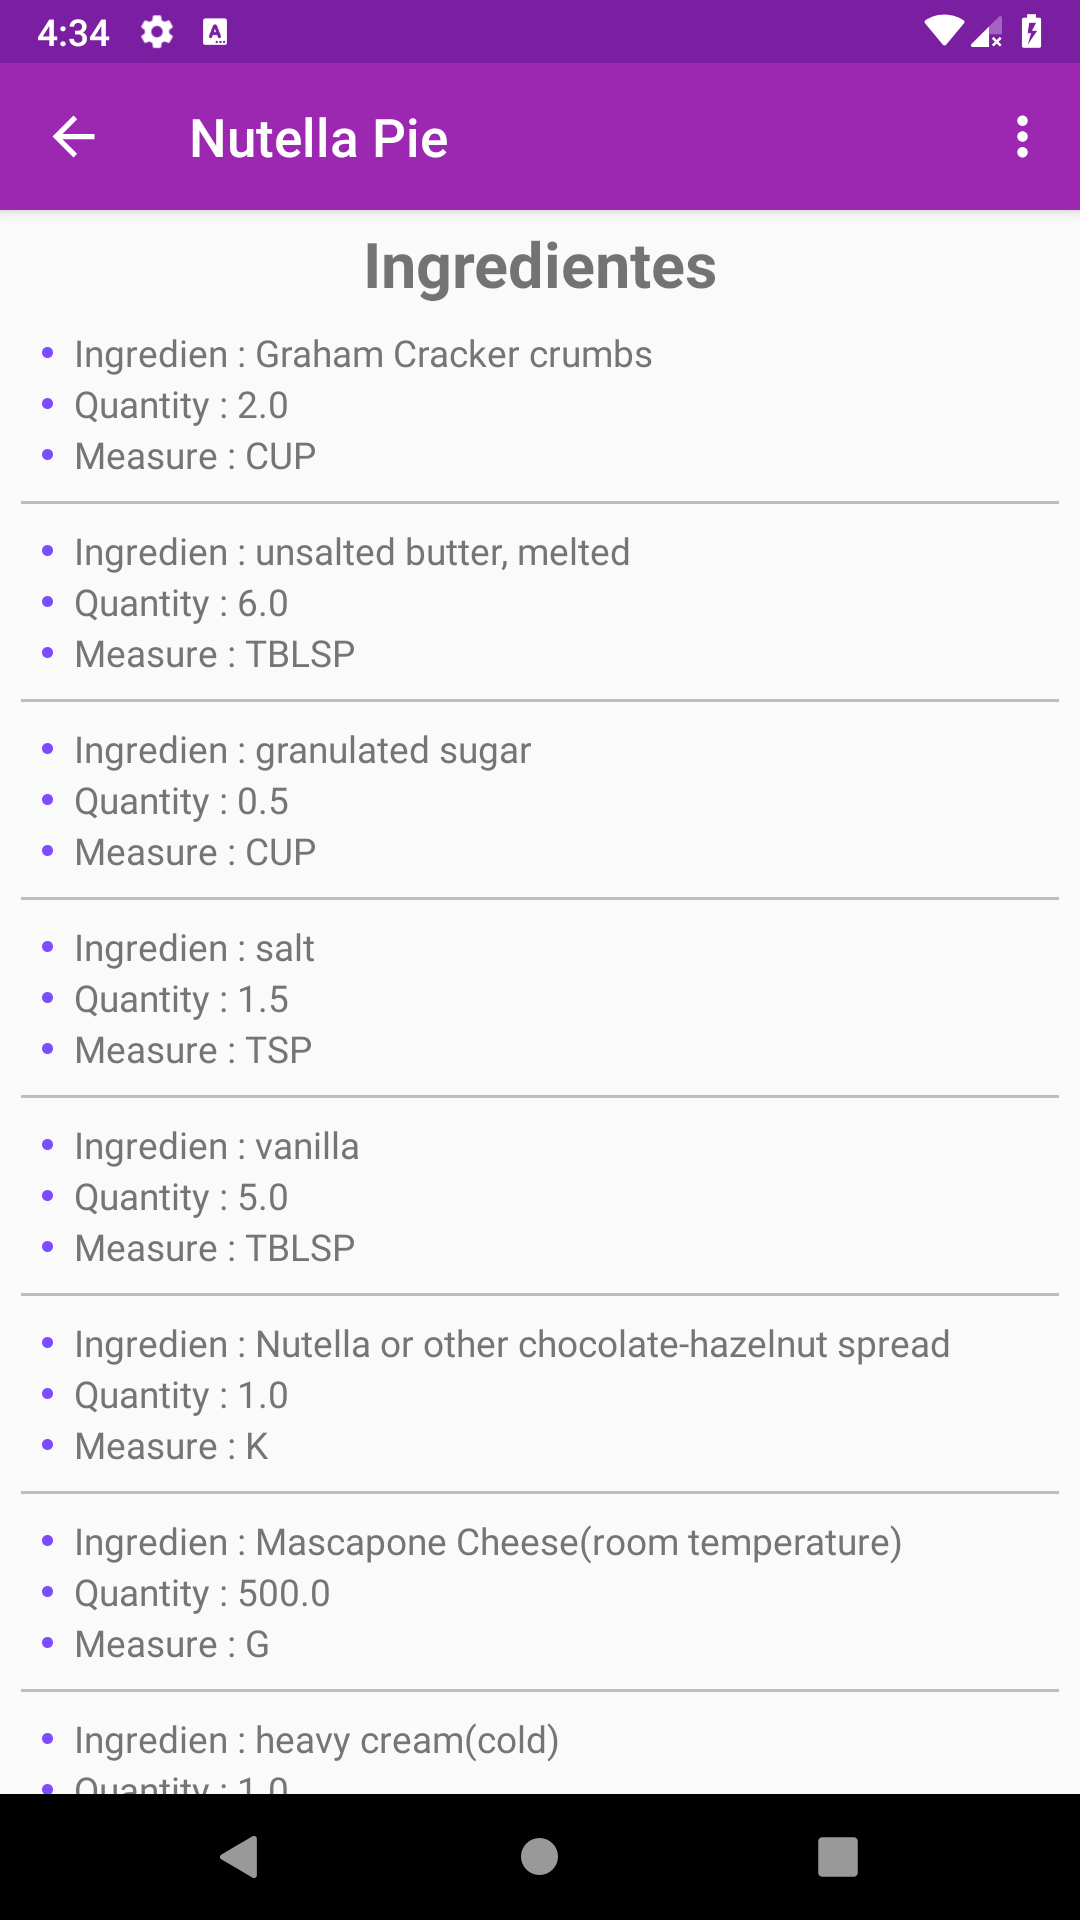 4:34
Nutella Pie
Ingredientes
• Ingredien : Graham Cracker crumbs
• Quantity : 2.0
• Measure : CUP
• Ingredien : unsalted butter, melted
• Quantity : 6.0
• Measure : TBLSP
• Ingredien : granulated sugar
• Quantity : 0.5
• Measure : CUP
• Ingredien : salt
• Quantity : 1.5
• Measure : TSP
• Ingredien : vanilla
• Quantity : 5.0
• Measure : TBLSP
• Ingredien : Nutella or other chocolate-hazelnut spread
• Quantity : 1.0
• Measure : K
• Ingredien : Mascapone Cheese(room temperature)
• Quantity : 500.0
• Measure : G
• Ingredien : heavy cream(cold)
• Quantity : 1.0